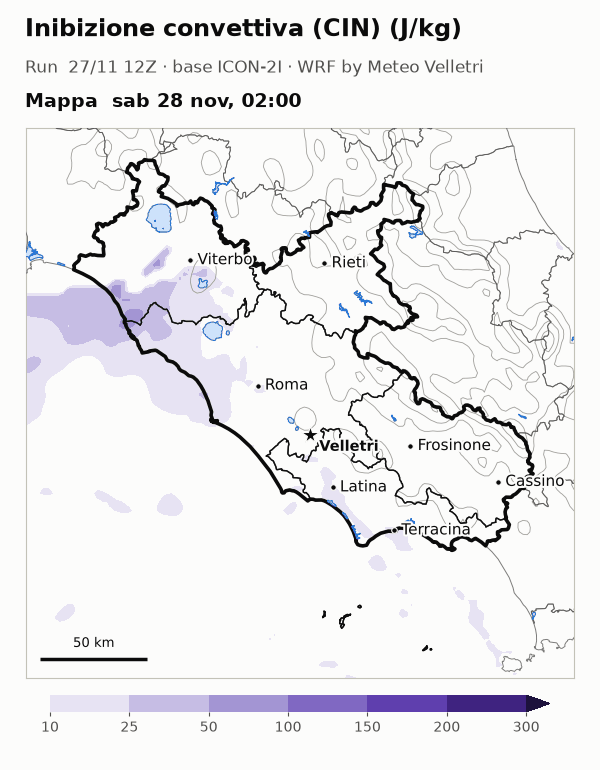 Inibizione convettiva (CIN) (J/kg)
Run  27/11 12Z · base ICON-2I · WRF by Meteo Velletri
Mappa  sab 28 nov, 02:00
Viterbo
Rieti
Roma
Velletri
Frosinone
Latina
Cassino
Terracina
50 km
10 25 50 100 150 200 300